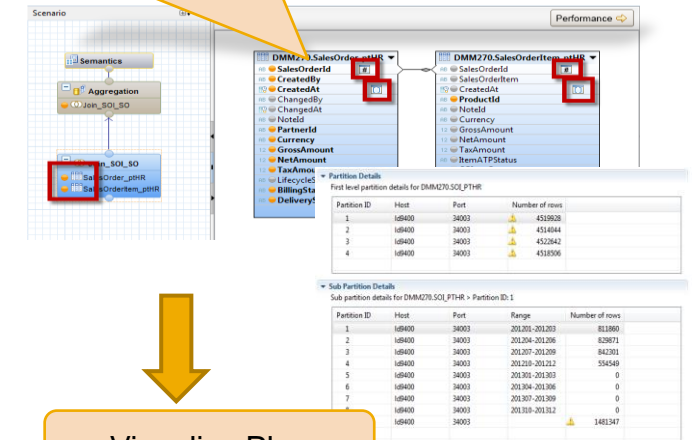 Scenario
Performance
Semantics
Aggregation
Join_SOI_SO
Join_SOI_SO
SalesOrder_ptHR
SalesOrderItem_ptHR
DMM270.SalesOrder_ptHR
SalesOrderId
CreatedBy
CreatedAt
ChangedBy
ChangedAt
NoteId
PartnerId
Currency
GrossAmount
NetAmount
TaxAmou
LifecycleS
BillingSta
DeliveryS
DMM270.SalesOrderItem_ptHR
SalesOrderId
SalesOrderItem
CreatedAt
ProductId
NoteId
Currency
GrossAmount
NetAmount
TaxAmount
ItemATPStatus
Partition Details
First level partition details for DMM270.SOI_PTHR
Partition ID Host Port Number of rows
1 ld9400 34003 4519928
2 ld9400 34003 4514044
3 ld9400 34003 4522642
4 ld9400 34003 4518506
Sub Partition Details
Sub partition details for DMM270.SOI_PTHR > Partition ID: 1
Partition ID Host Port Range Number of rows
1 ld9400 34003 201201-201203 811860
2 ld9400 34003 201204-201206 829871
3 ld9400 34003 201207-201209 842301
4 ld9400 34003 201210-201212 554549
5 ld9400 34003 201301-201303 0
6 ld9400 34003 201304-201306 0
7 ld9400 34003 201307-201309 0
ld9400 34003 201310-201312 0
ld9400 34003 1481347